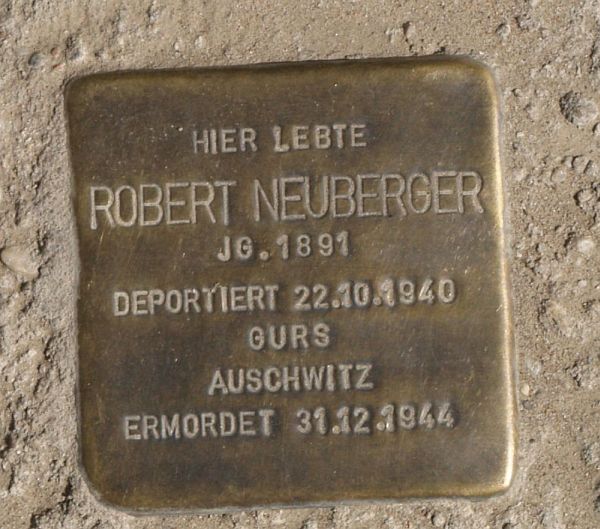 HIER LEBTE
ROBERT NEUBERGER
JG. 1891
DEPORTIERT 22.10.1940
GURS
AUSCHWITZ
ERMORDET 31.12.1944